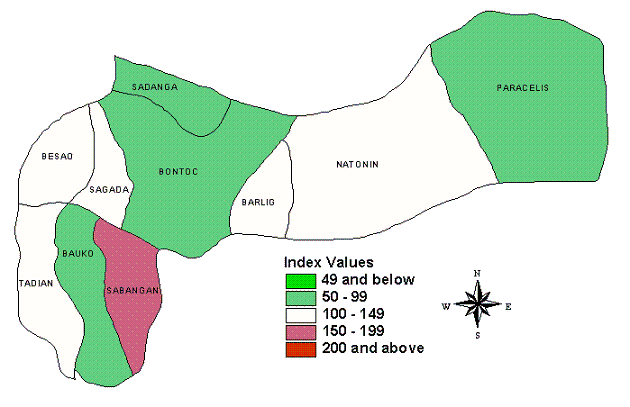 SADANGA
PARACELIS
BESAO
SAGADA
BONTOC
BARLIG
NATONIN
TADIAN
BAUKO
SABANGAN
Index Values
49 and below
50 - 99
100 - 149
150 - 199
200 and above
N
W E
S